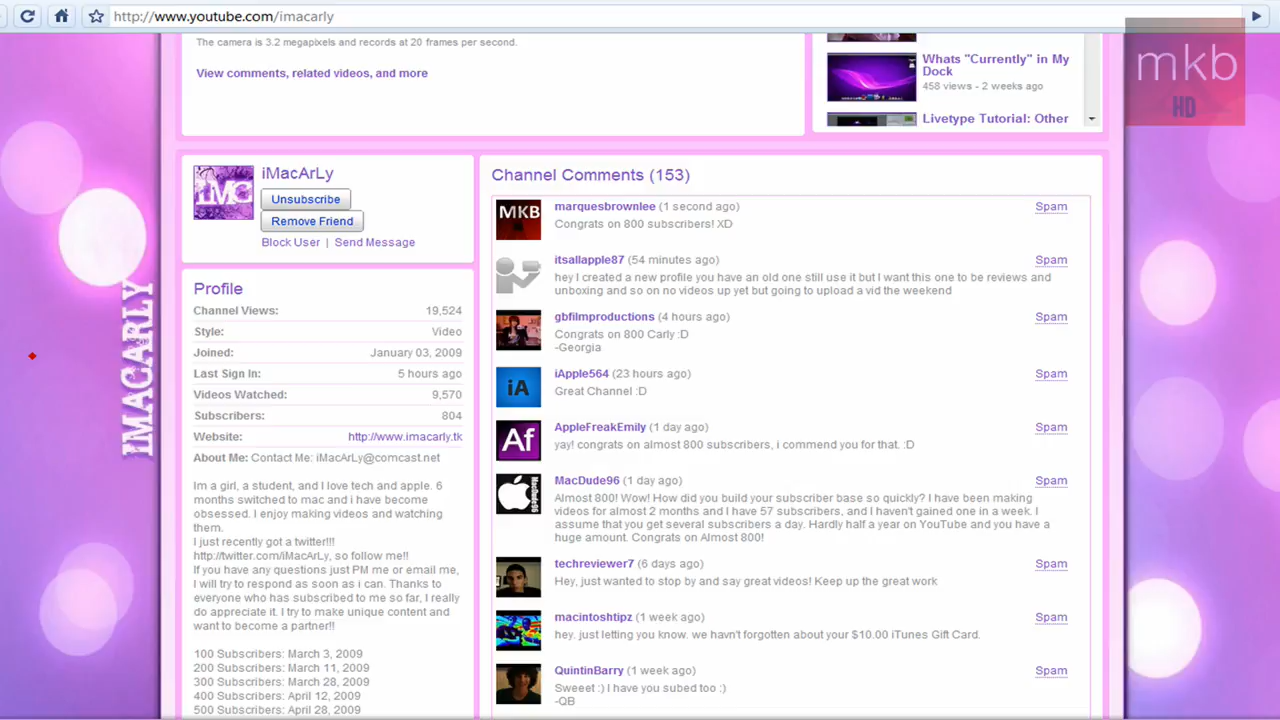 http://www.youtube.com/imacarly
mkb
HD
The camera is 3.2 megapixels and records at 20 frames per second.
View comments, related videos, and more
Whats "Currently" in My
Dock
458 views - 2 weeks ago
Livetype Tutorial: Other
IMACARLY
iMC
iMacArLy
Unsubscribe
Remove Friend
Block User | Send Message
Profile
Channel Views: 19,524
Style: Video
Joined: January 03, 2009
Last Sign In: 5 hours ago
Videos Watched: 9,570
Subscribers: 804
Website: http://www.imacarly.tk
About Me: Contact Me: iMacArLy@comcast.net
Im a girl, a student, and I love tech and apple. 6
months switched to mac and i have become
obsessed. I enjoy making videos and watching
them.
I just recently got a twitter!!!
http://twitter.com/iMacArLy, so follow me!!
If you have any questions just PM me or email me,
I will try to respond as soon as i can. Thanks to
everyone who has subscribed to me so far, I really
do appreciate it. I try to make unique content and
want to become a partner!!
100 Subscribers: March 3, 2009
200 Subscribers: March 11, 2009
300 Subscribers: March 28, 2009
400 Subscribers: April 12, 2009
500 Subscribers: April 28, 2009
Channel Comments (153)
MKB
marquesbrownlee (1 second ago) Spam
Congrats on 800 subscribers! XD
itsallapple87 (54 minutes ago) Spam
hey I created a new profile you have an old one still use it but I want this one to be reviews and
unboxing and so on no videos up yet but going to upload a vid the weekend
gbfilmproductions (4 hours ago) Spam
Congrats on 800 Carly :D
-Georgia
iA
iApple564 (23 hours ago) Spam
Great Channel :D
Af
AppleFreakEmily (1 day ago) Spam
yay! congrats on almost 800 subscribers, i commend you for that. :D
MacDude96
MacDude96 (1 day ago) Spam
Almost 800! Wow! How did you build your subscriber base so quickly? I have been making
videos for almost 2 months and I have 57 subscribers, and I haven't gained one in a week. I
assume that you get several subscribers a day. Hardly half a year on YouTube and you have a
huge amount. Congrats on Almost 800!
techreviewer7 (6 days ago) Spam
Hey, just wanted to stop by and say great videos! Keep up the great work
macintoshtipz (1 week ago) Spam
hey. just letting you know. we havn't forgotten about your $10.00 iTunes Gift Card.
QuintinBarry (1 week ago) Spam
Sweeet :) I have you subed too :)
-QB